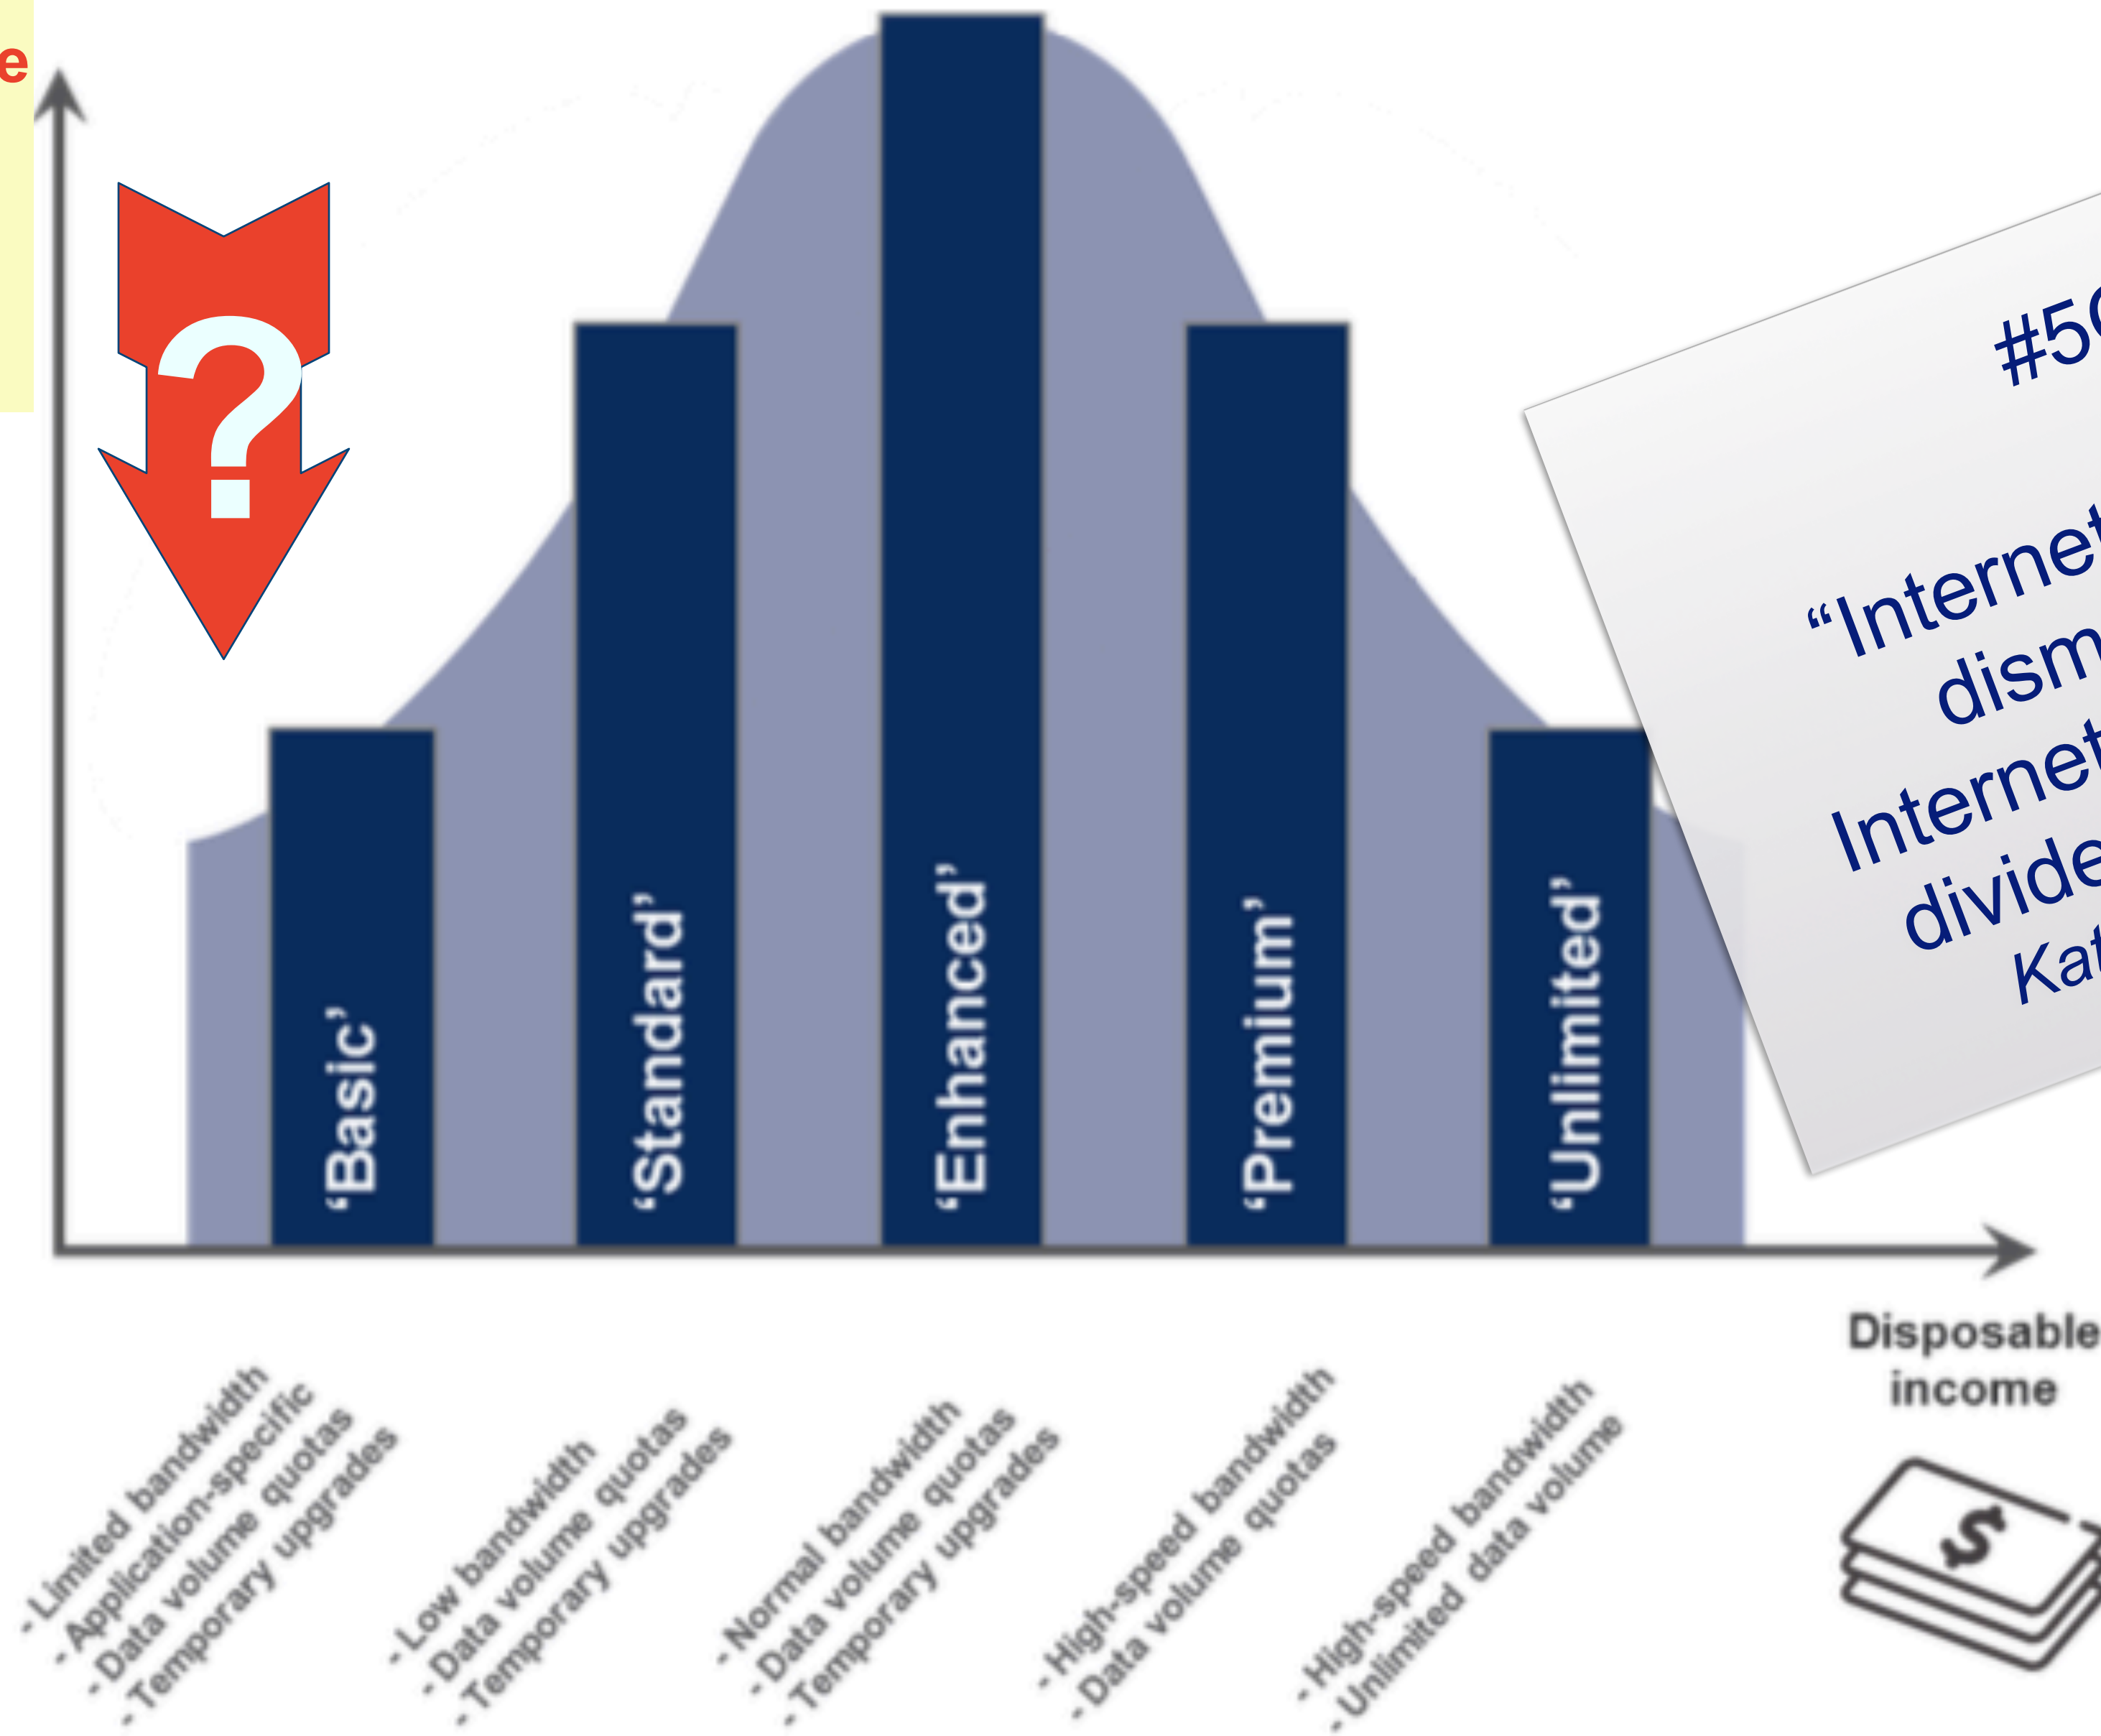 e
?
#5G
“Internet
dism
Internet
divide
Kat
‘Basic’
‘Standard’
‘Enhanced’
‘Premium’
‘Unlimited’
Disposable
income
- Limited bandwidth
- Application-specific
- Data volume quotas
- Temporary upgrades
- Low bandwidth
- Data volume quotas
- Temporary upgrades
- Normal bandwidth
- Data volume quotas
- Temporary upgrades
- High-speed bandwidth
- Data volume quotas
- High-speed bandwidth
- Unlimited data volume
$